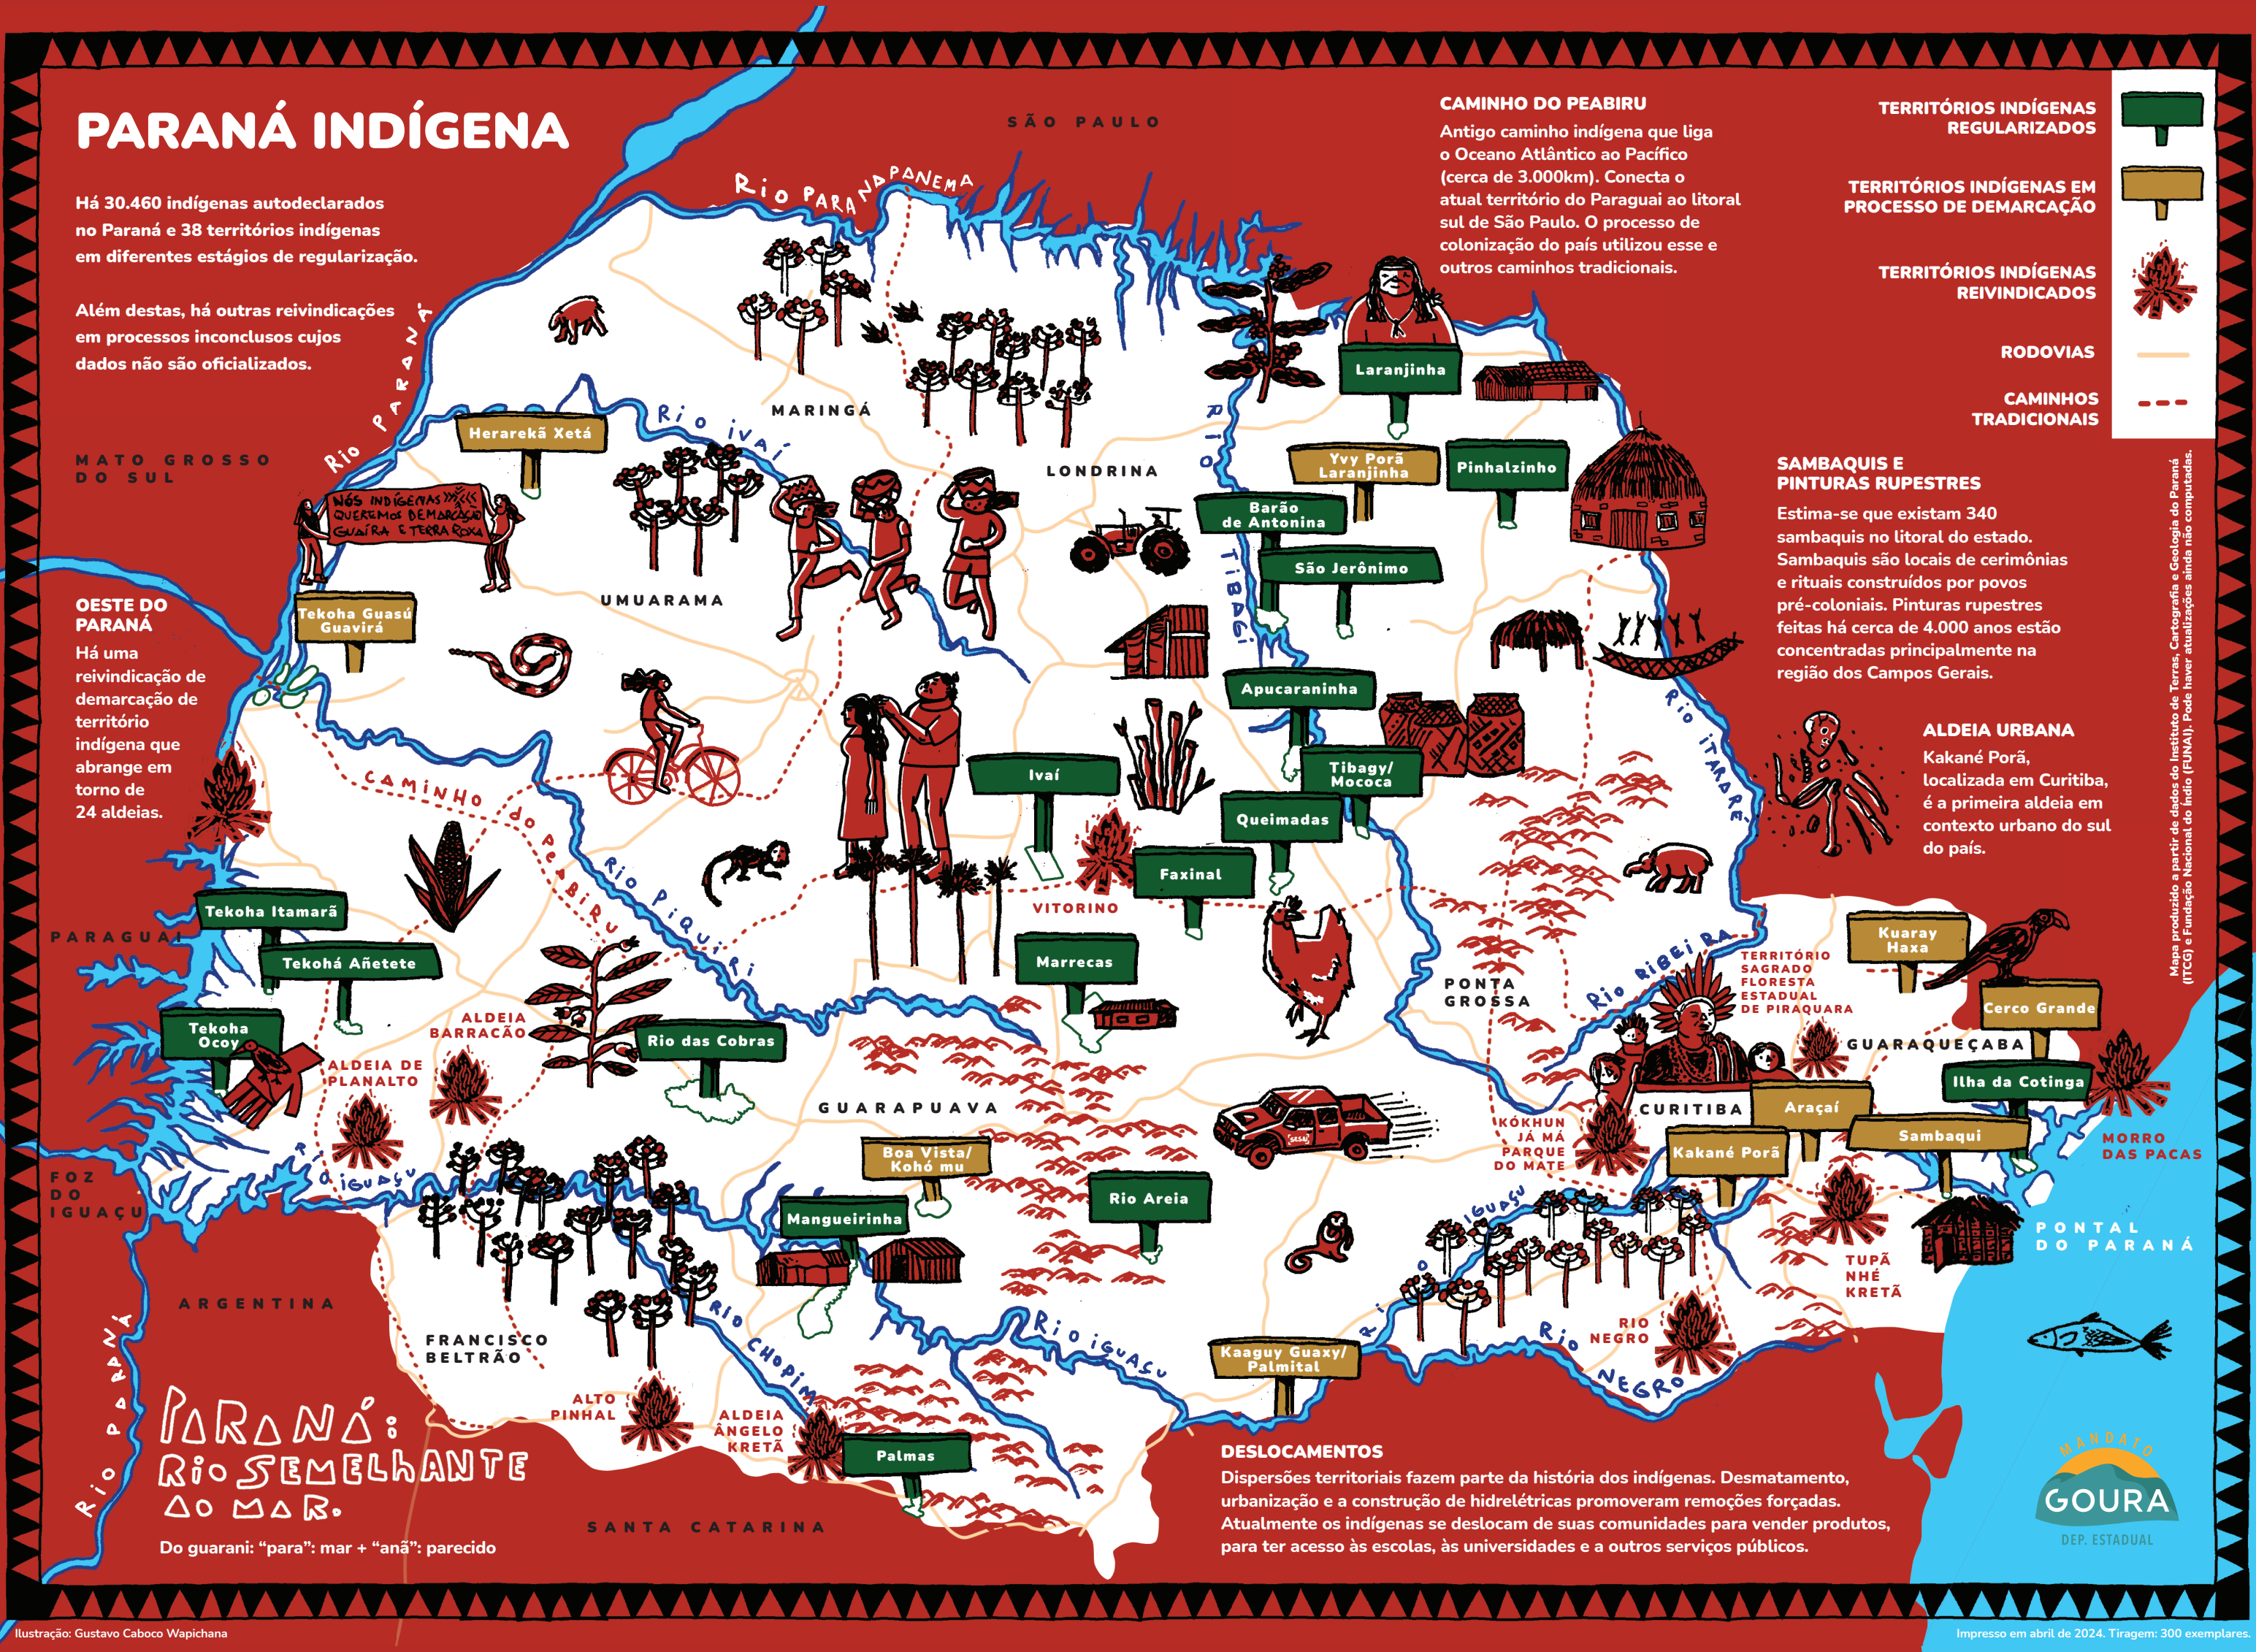 PARANÁ INDÍGENA
Há 30.460 indígenas autodeclarados
no Paraná e 38 territórios indígenas
em diferentes estágios de regularização.
Além destas, há outras reivindicações
em processos inconclusos cujos
dados não são oficializados.
SÃO PAULO
Rio PARANAPANEMA
CAMINHO DO PEABIRU
Antigo caminho indígena que liga
o Oceano Atlântico ao Pacífico
(cerca de 3.000km). Conecta o
atual território do Paraguai ao litoral
sul de São Paulo. O processo de
colonização do país utilizou esse e
outros caminhos tradicionais.
TERRITÓRIOS INDÍGENAS
REGULARIZADOS
TERRITÓRIOS INDÍGENAS EM
PROCESSO DE DEMARCAÇÃO
TERRITÓRIOS INDÍGENAS
REIVINDICADOS
RODOVIAS
CAMINHOS
TRADICIONAIS
MATO GROSSO
DO SUL
Rio PARANÁ
Herarekã Xetá
Rio ivaí
MARINGÁ
LONDRINA
Laranjinha
Yvy Porã
Laranjinha
Pinhalzinho
Barão
de Antonina
São Jerônimo
RIO TIBAGI
NÓS INDÍGENAS
QUEREMOS DEMARCAÇÃO
GUAÍRA E TERRA ROXA
UMUARAMA
Tekoha Guasú
Guavirá
OESTE DO
PARANÁ
Há uma
reivindicação de
demarcação de
território
indígena que
abrange em
torno de
24 aldeias.
SAMBAQUIS E
PINTURAS RUPESTRES
Estima-se que existam 340
sambaquis no litoral do estado.
Sambaquis são locais de cerimônias
e rituais construídos por povos
pré-coloniais. Pinturas rupestres
feitas há cerca de 4.000 anos estão
concentradas principalmente na
região dos Campos Gerais.
Mapa produzido a partir de dados do Instituto de Terras, Cartografia e Geologia do Paraná
(ITCG) e Fundação Nacional do Índio (FUNAI). Pode haver atualizações ainda não computadas.
ALDEIA URBANA
Kakané Porã,
localizada em Curitiba,
é a primeira aldeia em
contexto urbano do sul
do país.
Rio iTARARÉ
CAMINHO do PEABIRU
Apucaraninha
Ivaí
Tibagy/
Mococa
Queimadas
Faxinal
VITORINO
Rio PiQUiRi
Marrecas
PARAGUAI
Tekoha Itamarã
Tekohá Añetete
Tekoha
Ocoy
ALDEIA
BARRACÃO
ALDEIA DE
PLANALTO
Rio das Cobras
GUARAPUAVA
PONTA
GROSSA
Rio RiBEiRA
TERRITÓRIO
SAGRADO
FLORESTA
ESTADUAL
DE PIRAQUARA
Kuaray
Haxa
Cerco Grande
GUARAQUEÇABA
Ilha da Cotinga
CURITIBA
Araçaí
Sambaqui
Kakané Porã
KÓKHUN
JÁ MÁ
PARQUE
DO MATE
MORRO
DAS PACAS
SESAI
FOZ
DO
IGUAÇU
RiO iGUAÇU
Boa Vista/
Kohó mu
Mangueirinha
Rio Areia
RiO iGUAÇU
PONTAL
DO PARANÁ
TUPÃ
NHÉ
KRETÃ
RIO
NEGRO
Rio NEGRO
ARGENTINA
FRANCISCO
BELTRÃO
RiO CHOPiM
Rio iGUAÇU
Kaaguy Guaxy/
Palmital
ALTO
PINHAL
ALDEIA
ÂNGELO
KRETÃ
Palmas
RiO PARANÁ
PARANÁ:
Rio SEMELhANTE
AO MAR.
Do guarani: “para”: mar + “anã”: parecido
SANTA CATARINA
DESLOCAMENTOS
Dispersões territoriais fazem parte da história dos indígenas. Desmatamento,
urbanização e a construção de hidrelétricas promoveram remoções forçadas.
Atualmente os indígenas se deslocam de suas comunidades para vender produtos,
para ter acesso às escolas, às universidades e a outros serviços públicos.
MANDATO
GOURA
DEP. ESTADUAL
Ilustração: Gustavo Caboco Wapichana
Impresso em abril de 2024. Tiragem: 300 exemplares.